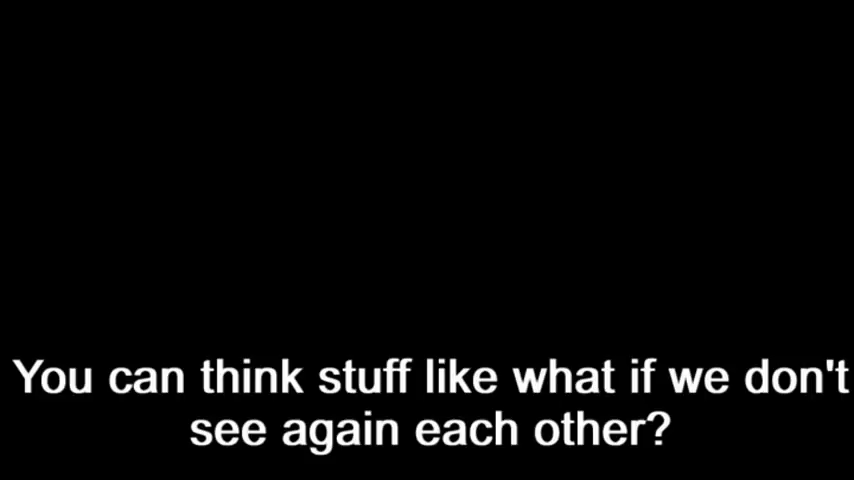 You can think stuff like what if we don't
see again each other?